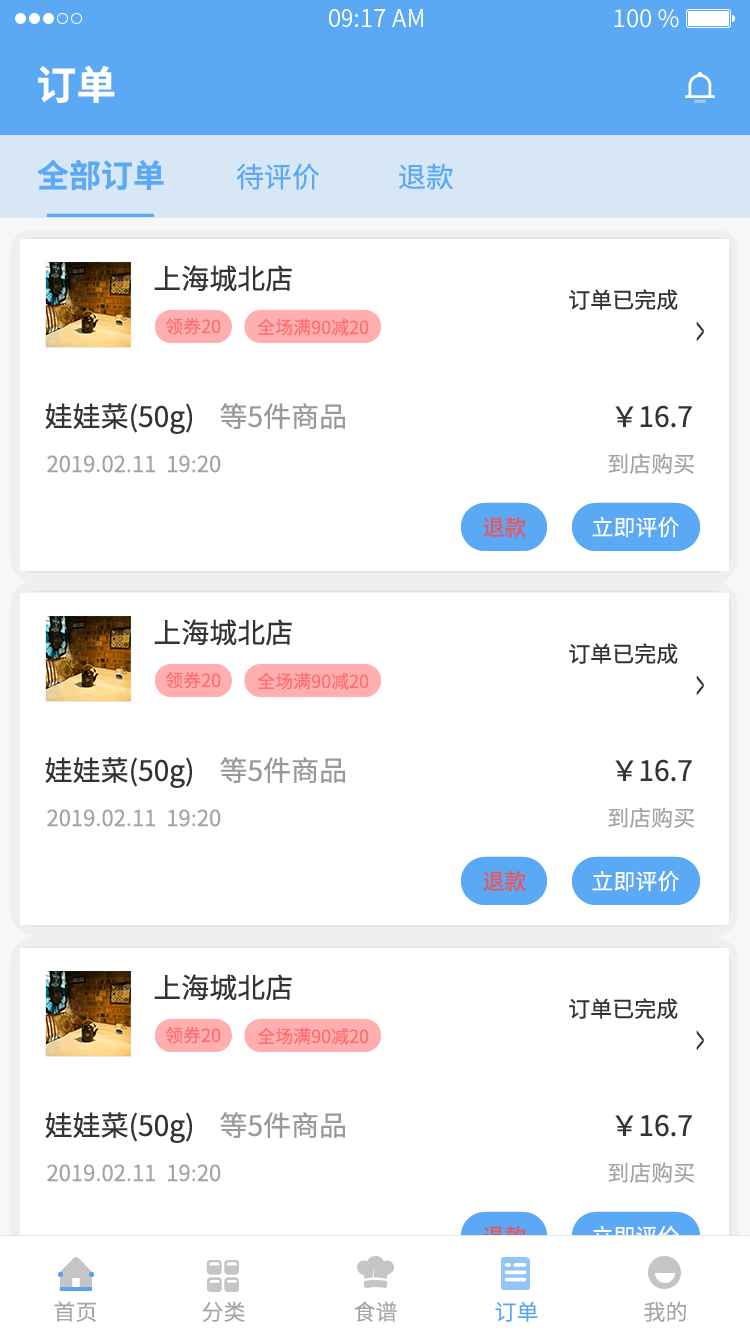 09:17 AM 100 %
订单
全部订单 待评价 退款
上海城北店
订单已完成
领券20 全场满90减20
娃娃菜(50g) 等5件商品 ￥16.7
2019.02.11 19:20 到店购买
退款 立即评价
上海城北店
订单已完成
领券20 全场满90减20
娃娃菜(50g) 等5件商品 ￥16.7
2019.02.11 19:20 到店购买
退款 立即评价
上海城北店
订单已完成
领券20 全场满90减20
娃娃菜(50g) 等5件商品 ￥16.7
2019.02.11 19:20 到店购买
退款 立即评价
首页 分类 食谱 订单 我的